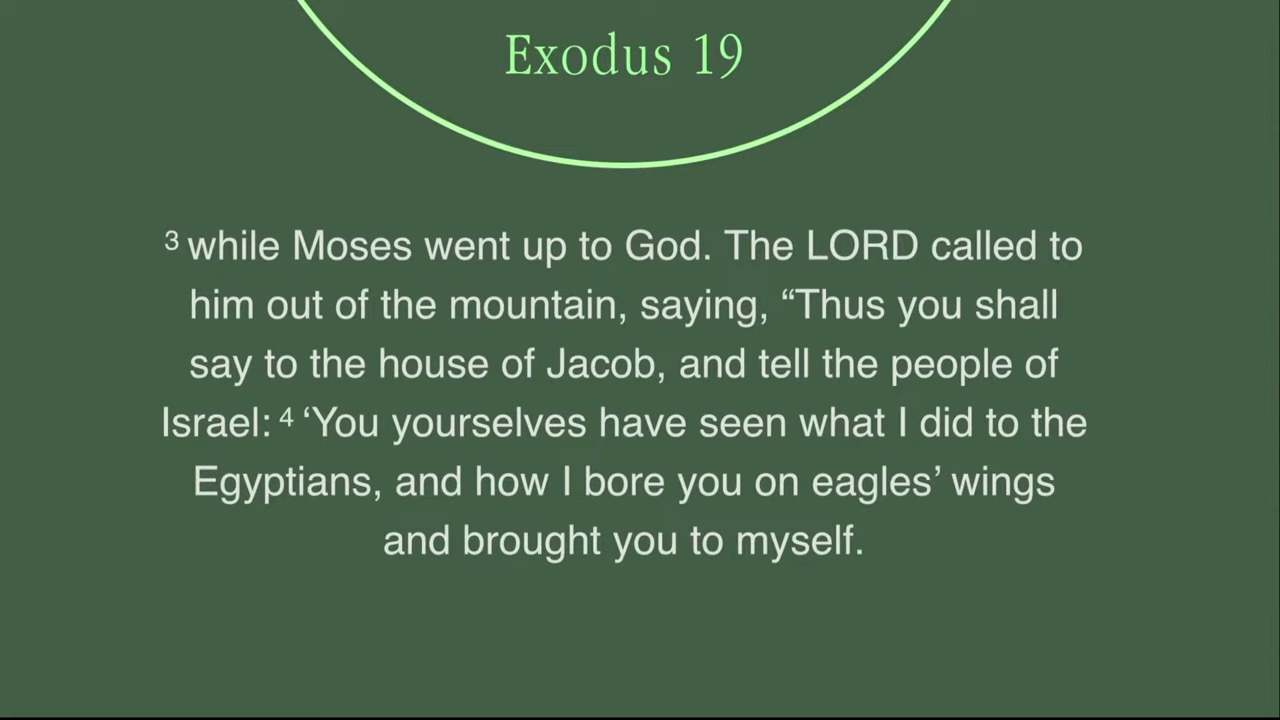 Exodus 19
³ while Moses went up to God. The LORD called to
him out of the mountain, saying, “Thus you shall
say to the house of Jacob, and tell the people of
Israel: ⁴ ‘You yourselves have seen what I did to the
Egyptians, and how I bore you on eagles’ wings
and brought you to myself.